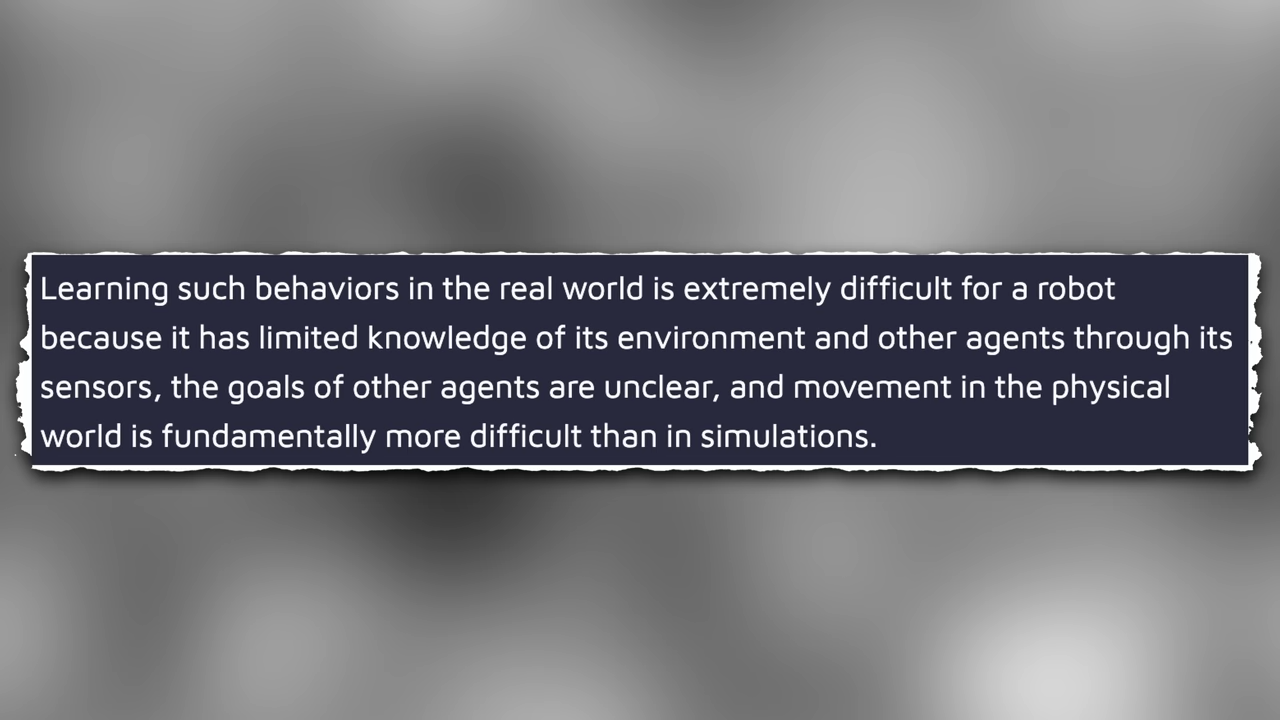 Learning such behaviors in the real world is extremely difficult for a robot
because it has limited knowledge of its environment and other agents through its
sensors, the goals of other agents are unclear, and movement in the physical
world is fundamentally more difficult than in simulations.